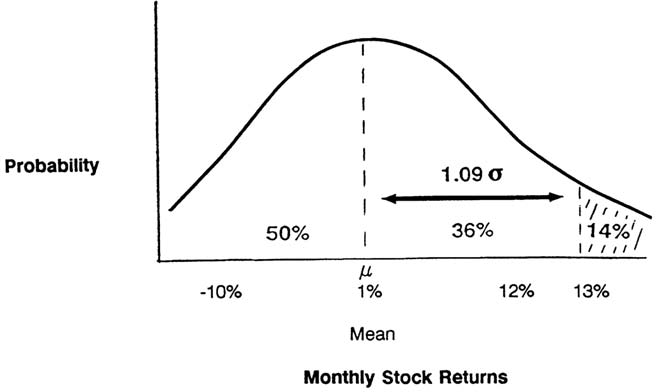 1.09 σ
Probability
50% 36% 14%
μ
-10% 1% 12% 13%
Mean
Monthly Stock Returns